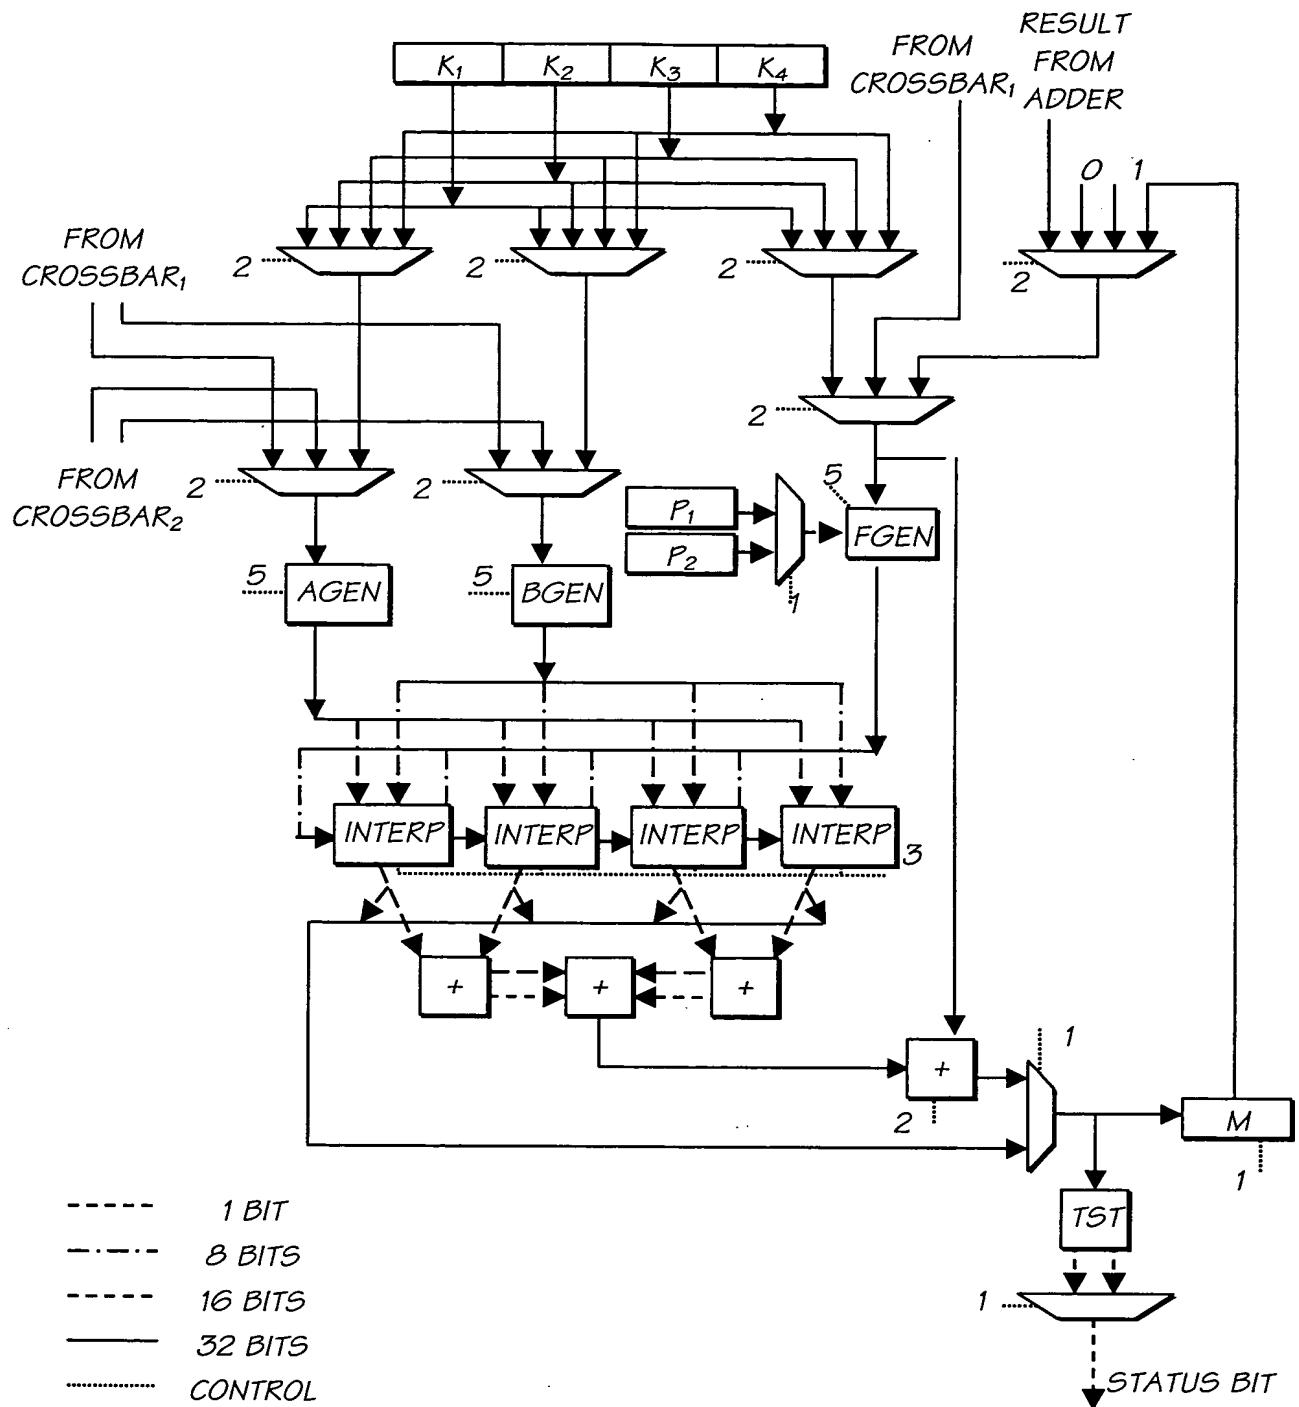 RESULT
FROM
ADDER
FROM
CROSSBAR1
K1 K2 K3 K4
0 1
FROM
CROSSBAR1
2 2 2 2
2
FROM
CROSSBAR2
2 2
P1
P2
5
FGEN
1
5 AGEN
5 BGEN
INTERP INTERP INTERP INTERP 3
+ + +
1
+
2
M
1
TST
1
STATUS BIT
1 BIT
8 BITS
16 BITS
32 BITS
CONTROL